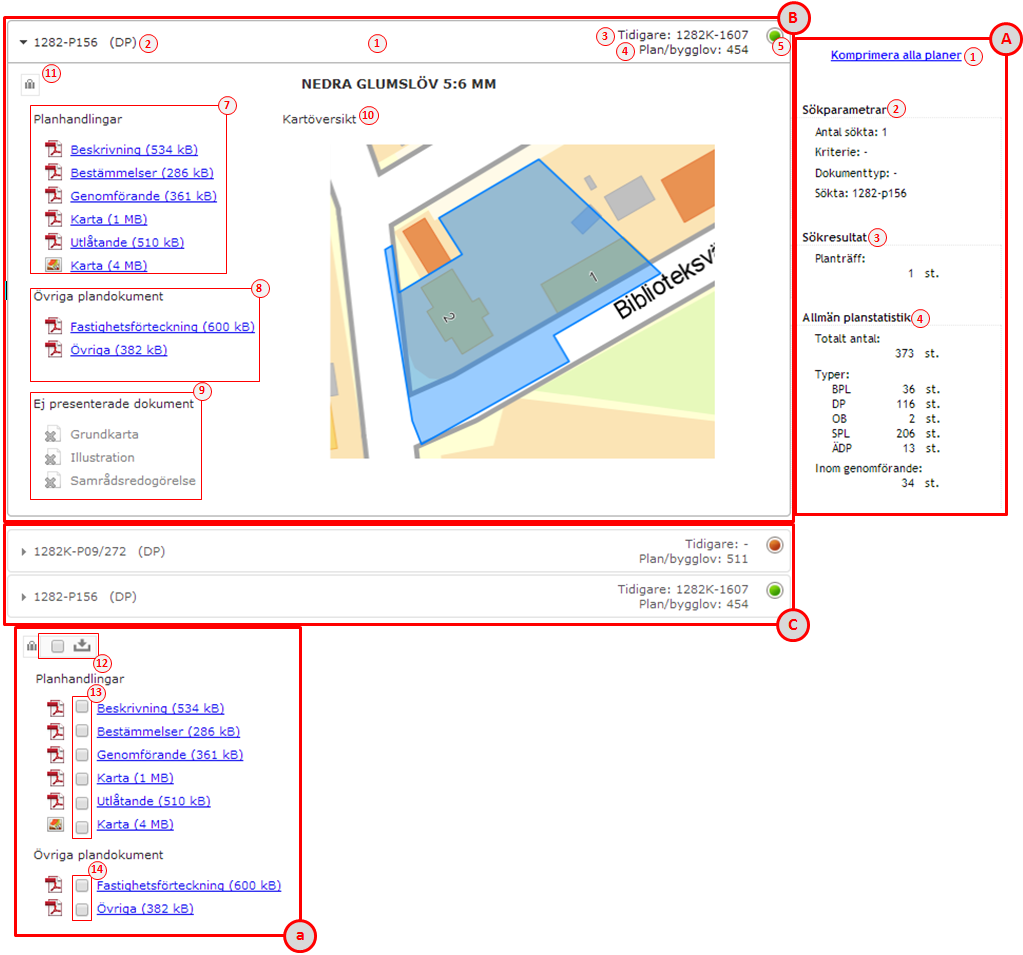 B
1282-P156 (DP) 2
1
3 Tidigare: 1282K-1607
4 Plan/bygglov: 454
5
11
NEDRA GLUMSLÖV 5:6 MM
7
Planhandlingar
Beskrivning (534 kB)
Bestämmelser (286 kB)
Genomförande (361 kB)
Karta (1 MB)
Utlåtande (510 kB)
Karta (4 MB)
8
Övriga plandokument
Fastighetsförteckning (600 kB)
Övriga (382 kB)
9
Ej presenterade dokument
Grundkarta
Illustration
Samrådsredogörelse
Kartöversikt 10
1
2
Biblioteksvä
A
Komprimera alla planer 1
Sökparametrar 2
Antal sökta: 1
Kriterie: -
Dokumenttyp: -
Sökta: 1282-p156
Sökresultat 3
Planträff:
1 st.
Allmän planstatistik 4
Totalt antal:
373 st.
Typer:
BPL 36 st.
DP 116 st.
OB 2 st.
SPL 206 st.
ÄDP 13 st.
Inom genomförande:
34 st.
1282K-P09/272 (DP)
Tidigare: -
Plan/bygglov: 511
1282-P156 (DP)
Tidigare: 1282K-1607
Plan/bygglov: 454
C
12
Planhandlingar
13
Beskrivning (534 kB)
Bestämmelser (286 kB)
Genomförande (361 kB)
Karta (1 MB)
Utlåtande (510 kB)
Karta (4 MB)
Övriga plandokument
14
Fastighetsförteckning (600 kB)
Övriga (382 kB)
a